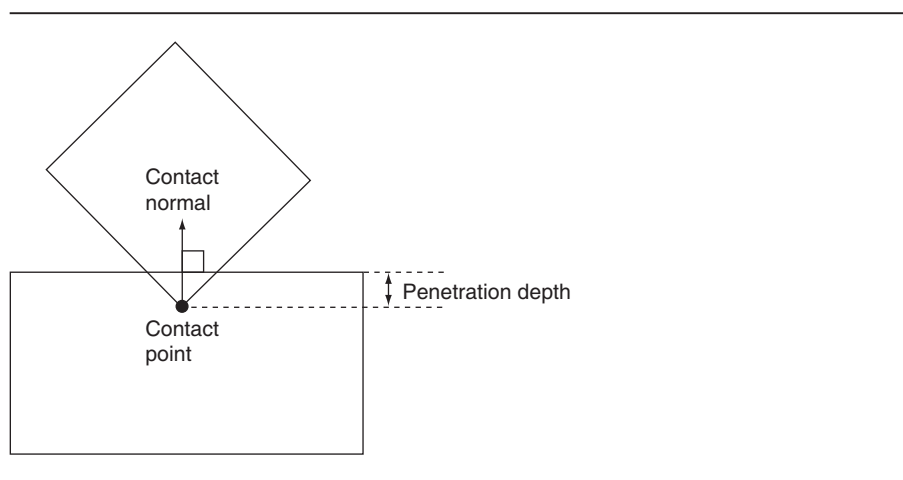 Contact
normal
Penetration depth
Contact
point